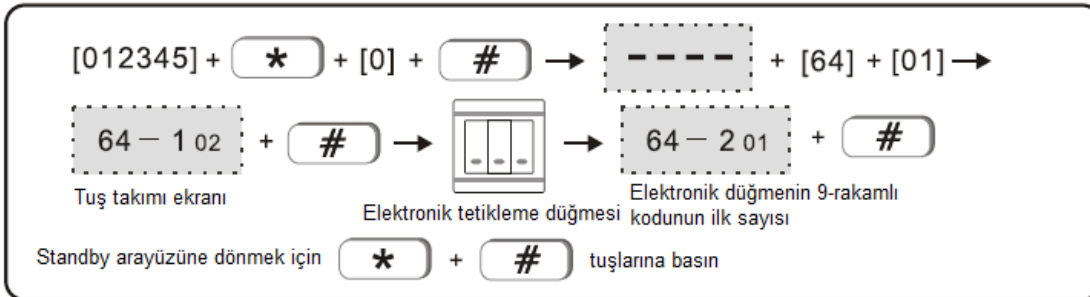 [012345] + * + [0] + # → ---- + [64] + [01] →
64 – 1 02 + # → → 64 – 2 01 + #
Tuş takımı ekranı
Elektronik tetikleme düğmesi
Elektronik düğmenin 9-rakamlı
kodunun ilk sayısı
Standby arayüzüne dönmek için * + # tuşlarına basın